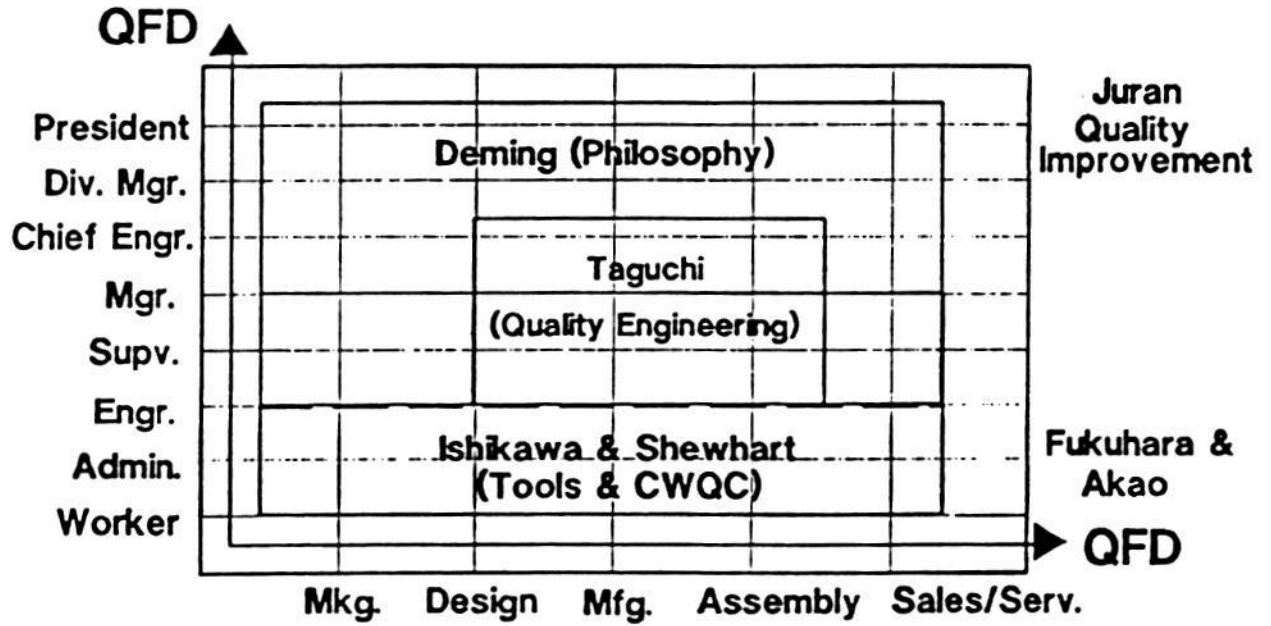 QFD
President
Div. Mgr.
Chief Engr.
Mgr.
Supv.
Engr.
Admin.
Worker
Deming (Philosophy)
Taguchi
(Quality Engineering)
Ishikawa & Shewhart
(Tools & CWQC)
Juran
Quality
Improvement
Fukuhara &
Akao
QFD
Mkg. Design Mfg. Assembly Sales/Serv.